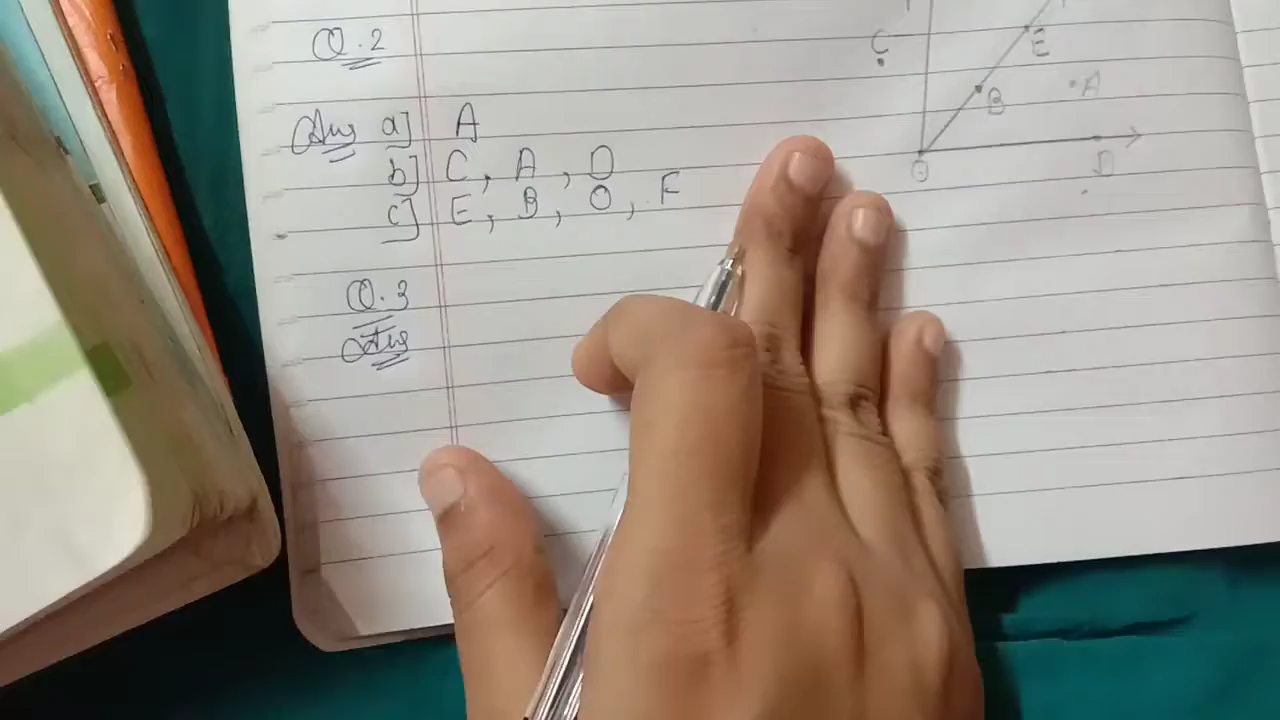 Q.2
Ans a] A
b] C, A, D
c] E, B, O, F
Q.3
Ans
C
E
B
A
O
D